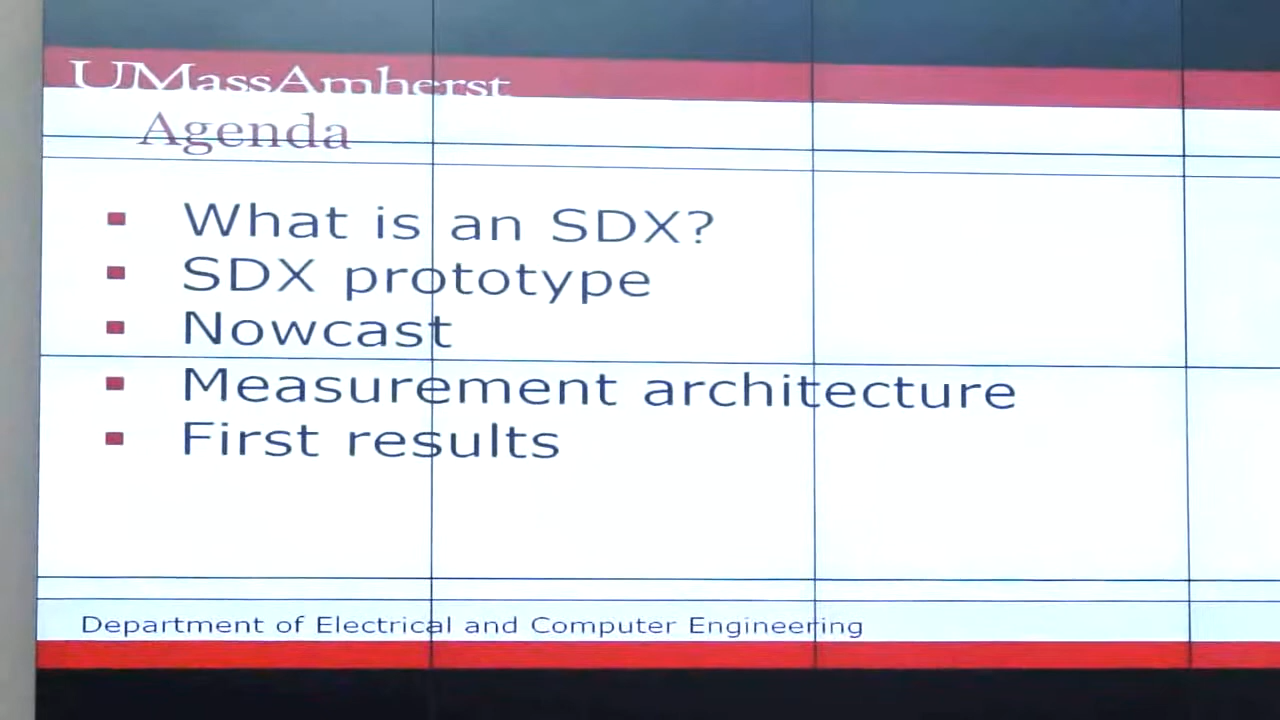 UMassAmherst
Agenda
What is an SDX?
SDX prototype
Nowcast
Measurement architecture
First results
Department of Electrical and Computer Engineering